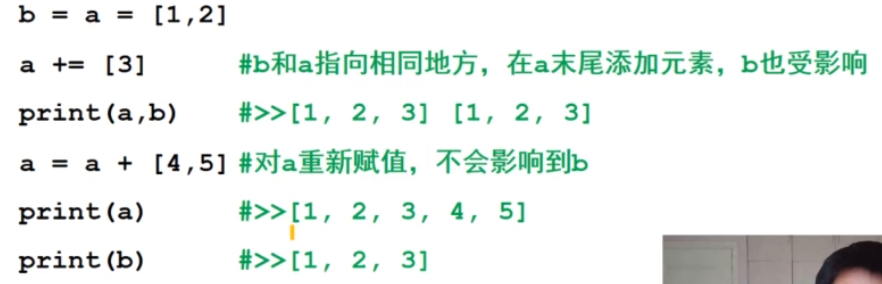 b = a = [1,2]
a += [3] #b和a指向相同地方，在a末尾添加元素，b也受影响
print(a,b) #>>[1, 2, 3] [1, 2, 3]
a = a + [4,5] #对a重新赋值，不会影响到b
print(a) #>>[1, 2, 3, 4, 5]
print(b) #>>[1, 2, 3]